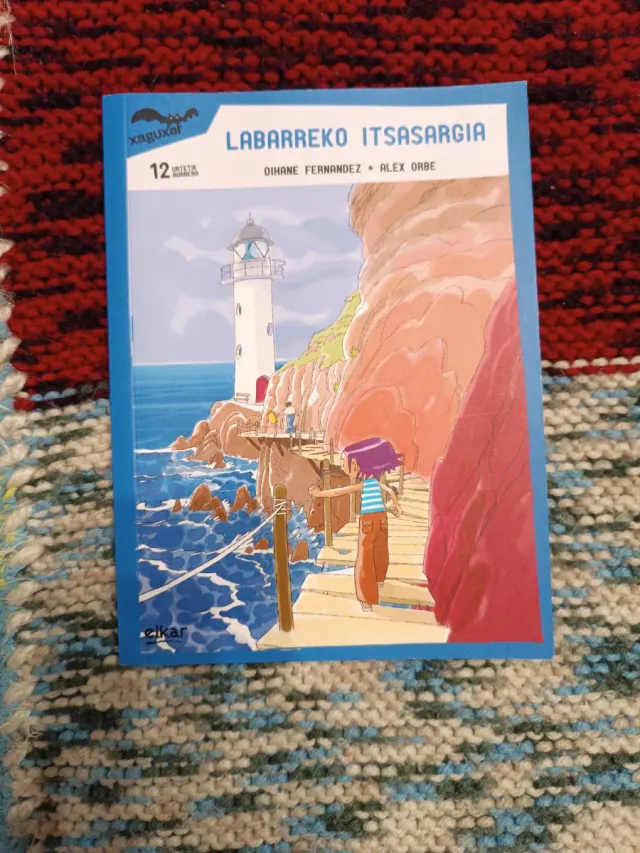 xaguxar
LABARREKO ITSASARGIA
12 URTETIK
AURRERA
OIHANE FERNANDEZ + ALEX ORBE
elkar